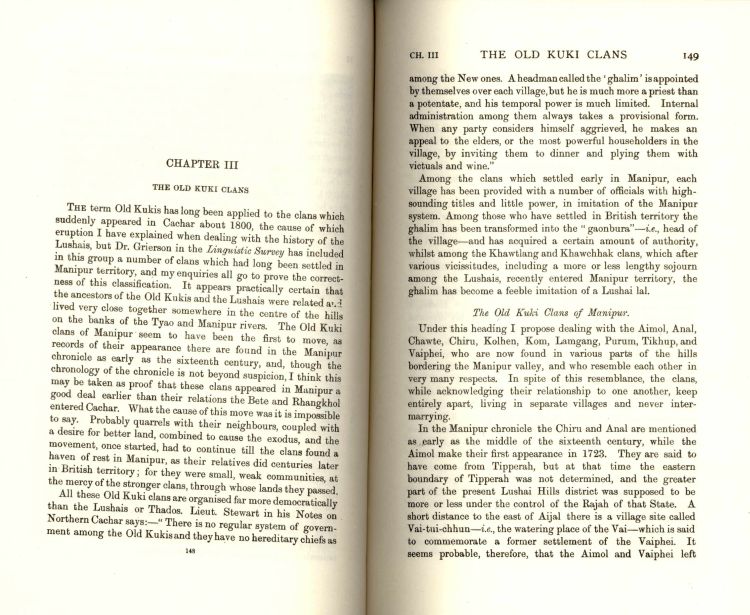 CHAPTER III
THE OLD KUKI CLANS
THE term Old Kukis has long been applied to the clans which
suddenly appeared in Cachar about 1800, the cause of which
eruption I have explained when dealing with the history of the
Lushais, but Dr. Grierson in the Linguistic Survey has included
in this group a number of clans which had long been settled in
Manipur territory, and my enquiries all go to prove the correct-
ness of this classification. It appears practically certain that
the ancestors of the Old Kukis and the Lushais were related and
lived very close together somewhere in the centre of the hills
on the banks of the Tyao and Manipur rivers. The Old Kuki
clans of Manipur seem to have been the first to move, as
records of their appearance there are found in the Manipur
chronicle as early as the sixteenth century, and, though the
chronology of the chronicle is not beyond suspicion, I think this
may be taken as proof that these clans appeared in Manipur a
good deal earlier than their relations the Bete and Rhangkhol
entered Cachar. What the cause of this move was it is impossible
to say. Probably quarrels with their neighbours, coupled with
a desire for better land, combined to cause the exodus, and the
movement, once started, had to continue till the clans found a
haven of rest in Manipur, as their relatives did centuries later
in British territory; for they were small, weak communities, at
the mercy of the stronger clans, through whose lands they passed.
All these Old Kuki clans are organised far more democratically
than the Lushais or Thados. Lieut. Stewart in his Notes on
Northern Cachar says:—"There is no regular system of govern-
ment among the Old Kukis and they have no hereditary chiefs as
148
CH. III THE OLD KUKI CLANS 149
among the New ones. A headman called the 'ghalim' is appointed
by themselves over each village, but he is much more a priest than
a potentate, and his temporal power is much limited. Internal
administration among them always takes a provisional form.
When any party considers himself aggrieved, he makes an
appeal to the elders, or the most powerful householders in the
village, by inviting them to dinner and plying them with
victuals and wine."
Among the clans which settled early in Manipur, each
village has been provided with a number of officials with high-
sounding titles and little power, in imitation of the Manipur
system. Among those who have settled in British territory the
ghalim has been transformed into the "gaonbura"—i.e., head of
the village—and has acquired a certain amount of authority,
whilst among the Khawtlang and Khawchhak clans, which after
various vicissitudes, including a more or less lengthy sojourn
among the Lushais, recently entered Manipur territory, the
ghalim has become a feeble imitation of a Lushai lal.
The Old Kuki Clans of Manipur.
Under this heading I propose dealing with the Aimol, Anal,
Chawte, Chiru, Kolhen, Kom, Lamgang, Purum, Tikhup, and
Vaiphei, who are now found in various parts of the hills
bordering the Manipur valley, and who resemble each other in
very many respects. In spite of this resemblance, the clans,
while acknowledging their relationship to one another, keep
entirely apart, living in separate villages and never inter-
marrying.
In the Manipur chronicle the Chiru and Anal are mentioned
as early as the middle of the sixteenth century, while the
Aimol make their first appearance in 1723. They are said to
have come from Tipperah, but at that time the eastern
boundary of Tipperah was not determined, and the greater
part of the present Lushai Hills district was supposed to be
more or less under the control of the Rajah of that State. A
short distance to the east of Aijal there is a village site called
Vai-tui-chhun—i.e., the watering place of the Vai—which is said
to commemorate a former settlement of the Vaiphei. It
seems probable, therefore, that the Aimol and Vaiphei left